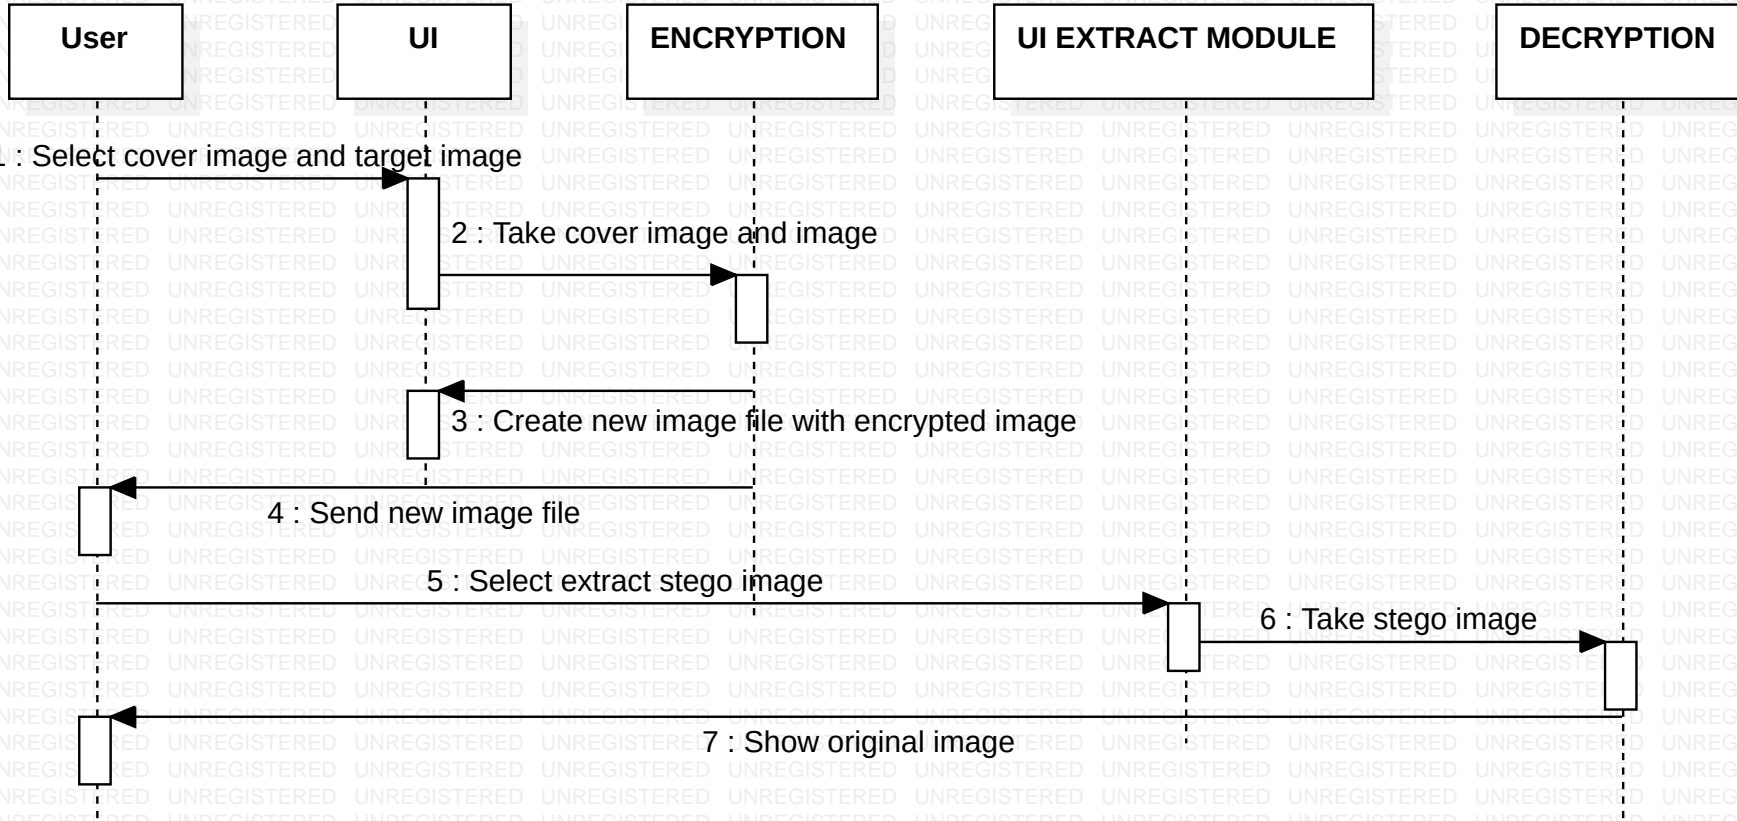 User
UI
ENCRYPTION
UI EXTRACT MODULE
DECRYPTION
1 : Select cover image and target image
2 : Take cover image and image
3 : Create new image file with encrypted image
4 : Send new image file
5 : Select extract stego image
6 : Take stego image
7 : Show original image
UNREGISTERED